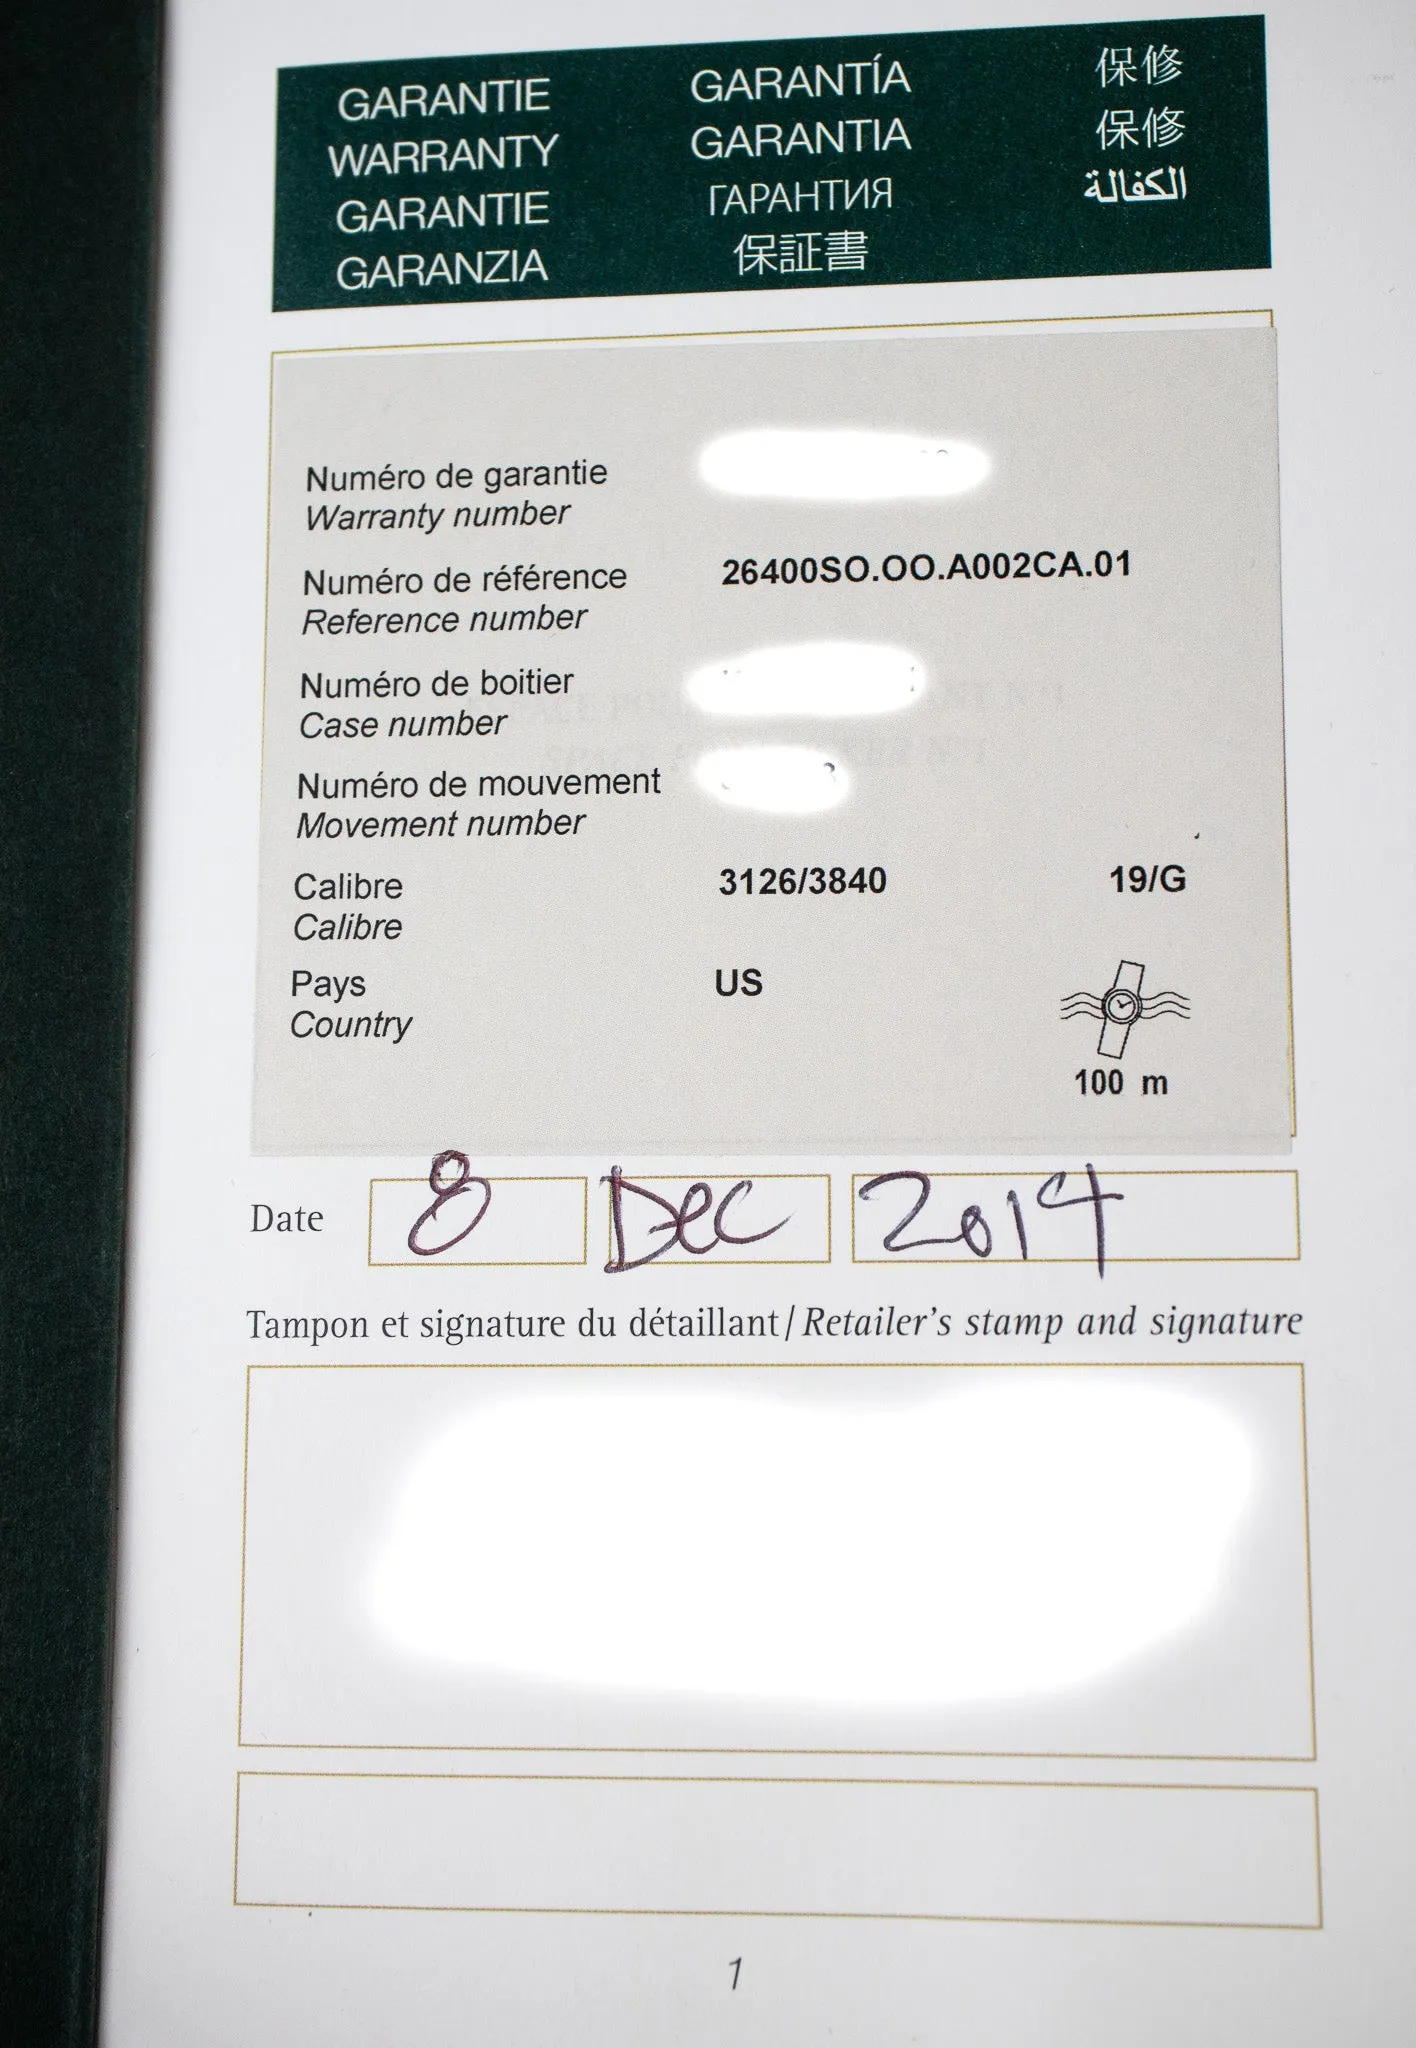 GARANTIE
WARRANTY
GARANTIE
GARANZIA
GARANTÍA
GARANTIA
ГАРАНТИЯ
保証書
保修
保修
الكفالة
Numéro de garantie
Warranty number
Numéro de référence 26400SO.OO.A002CA.01
Reference number
Numéro de boitier
Case number
Numéro de mouvement
Movement number
Calibre 3126/3840 19/G
Calibre
Pays US
Country
100 m
Date 8 Dec 2014
Tampon et signature du détaillant / Retailer's stamp and signature
1